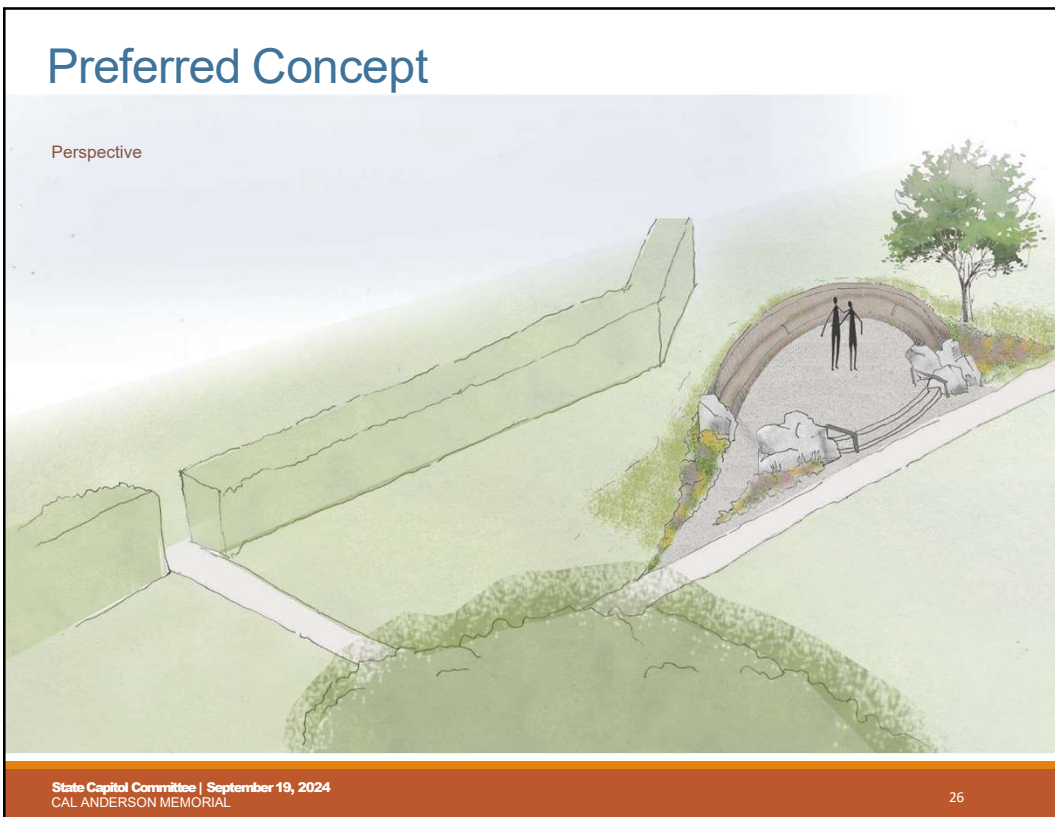 Preferred Concept
Perspective
State Capitol Committee | September 19, 2024
CAL ANDERSON MEMORIAL
26